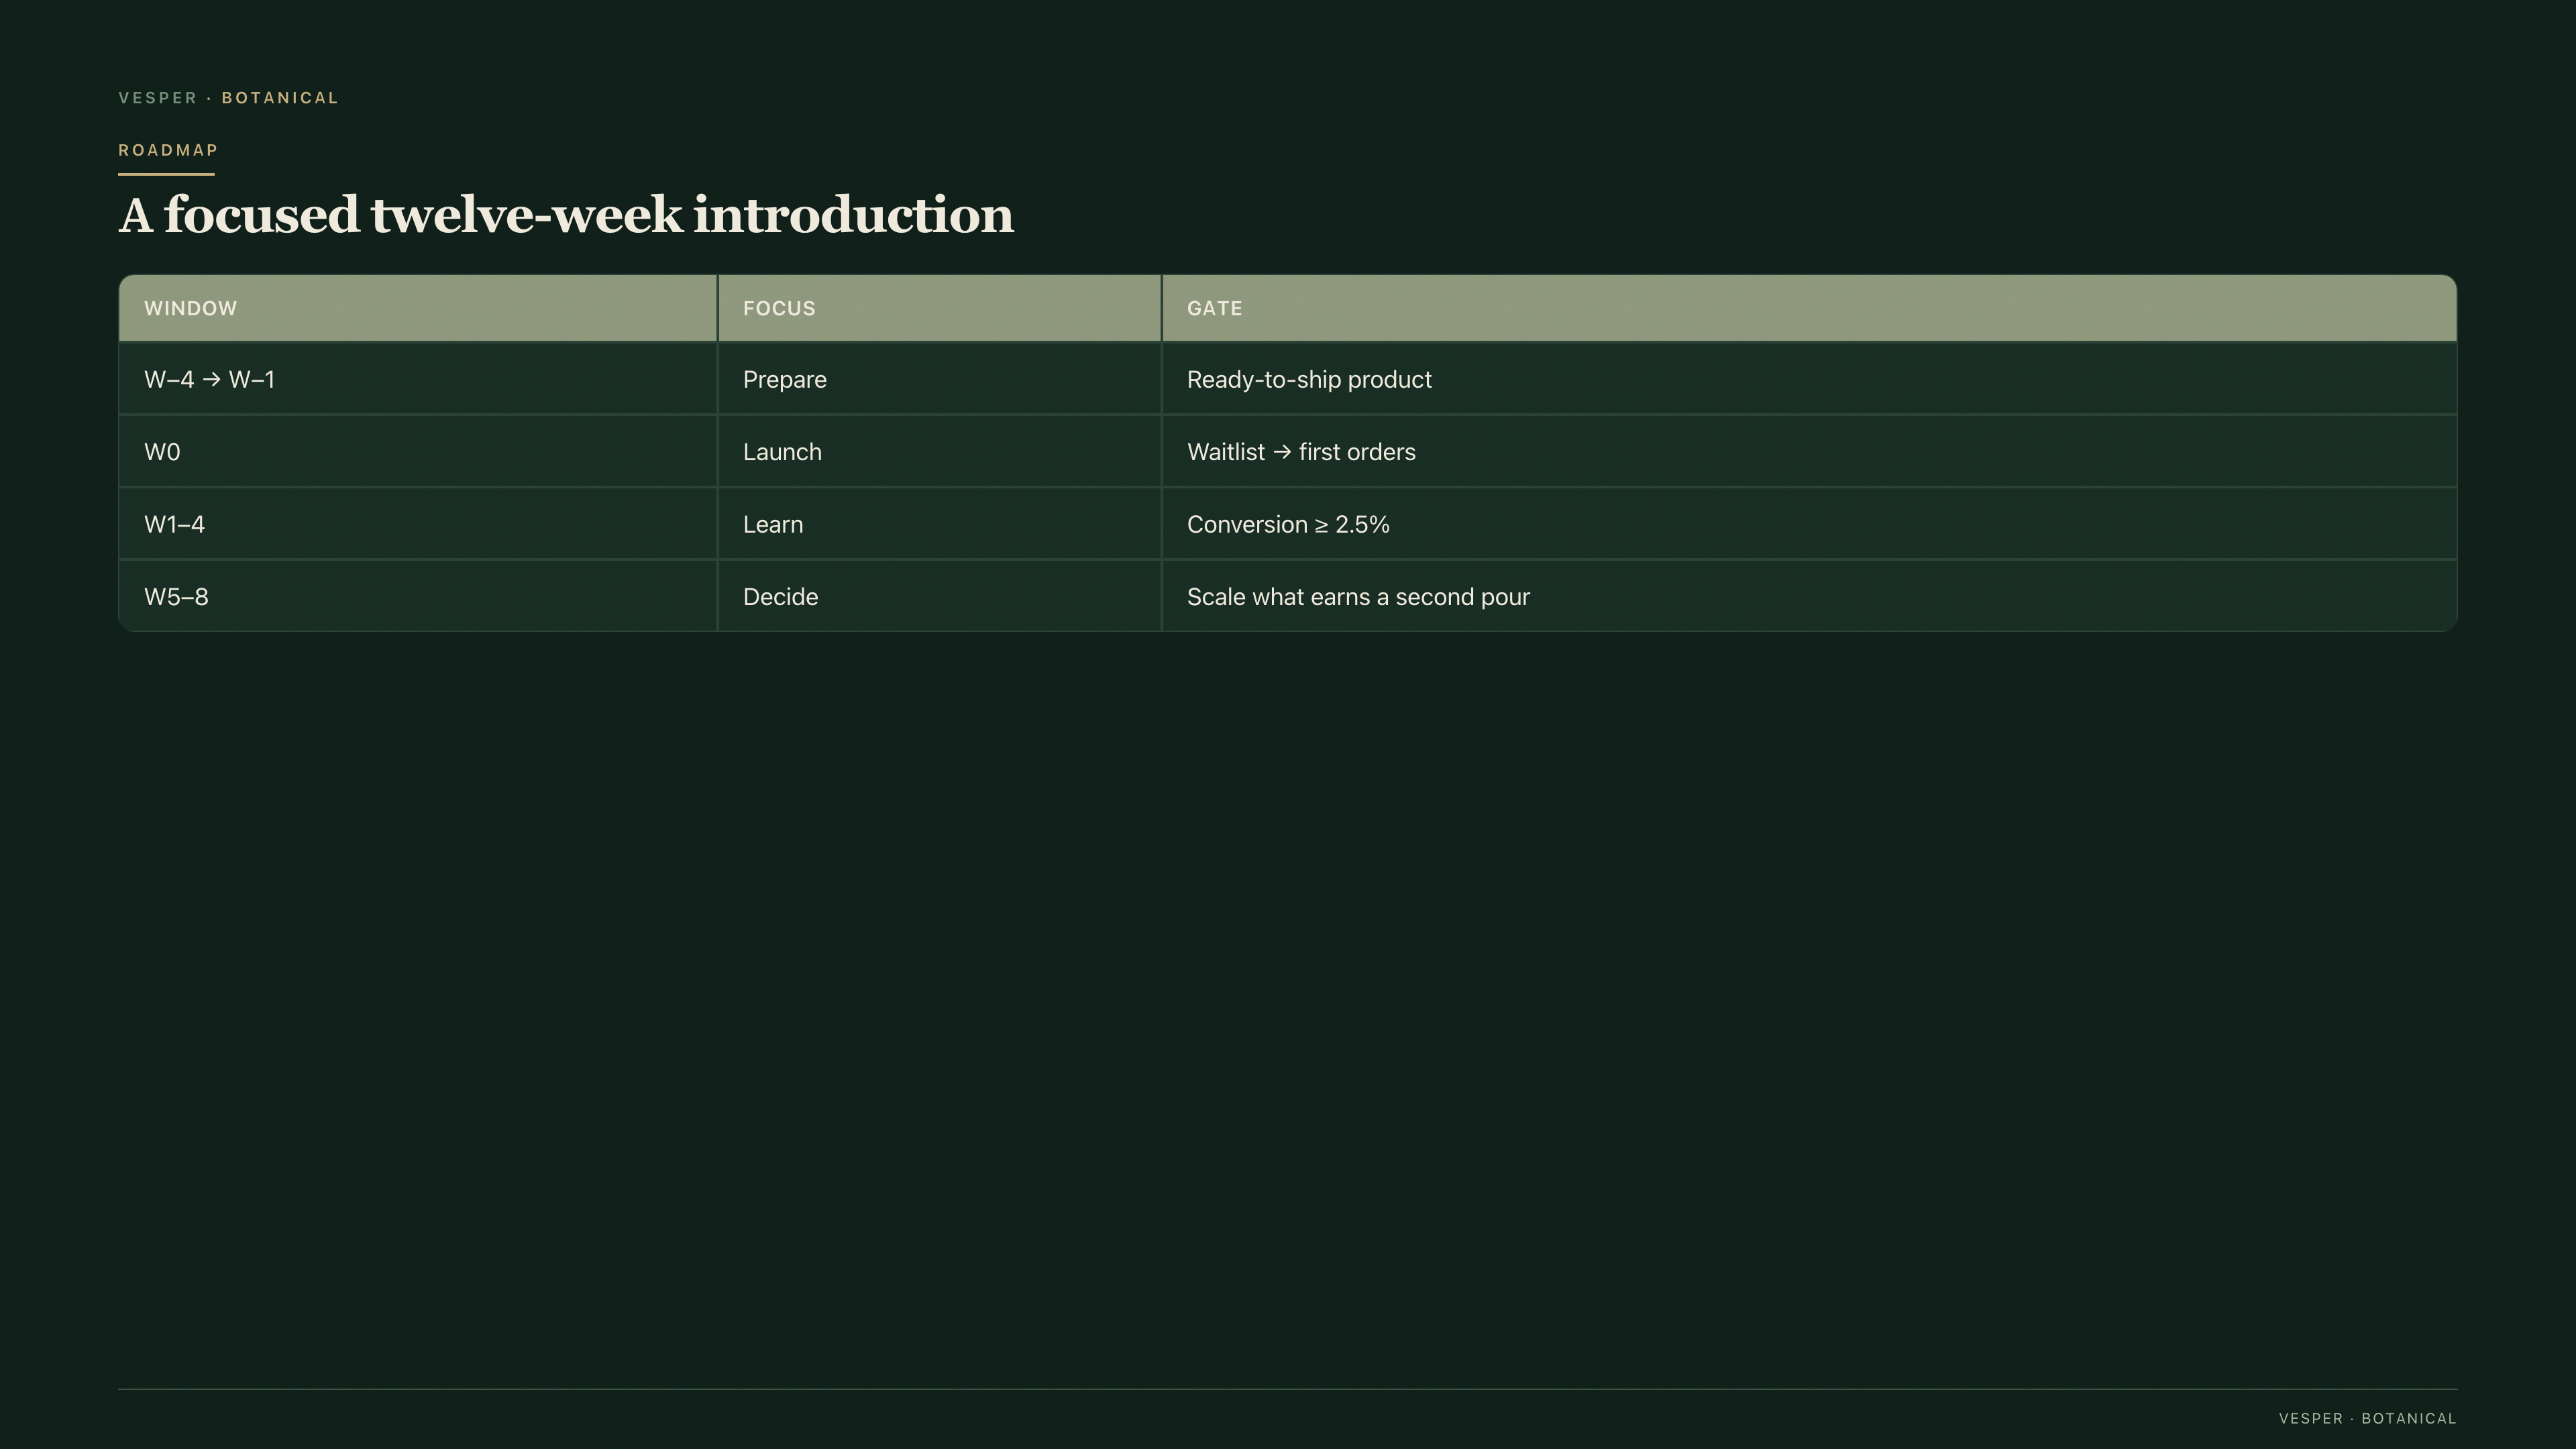 VESPER · BOTANICAL
ROADMAP
A focused twelve-week introduction
WINDOW FOCUS GATE
W–4 → W–1 Prepare Ready-to-ship product
W0 Launch Waitlist → first orders
W1–4 Learn Conversion ≥ 2.5%
W5–8 Decide Scale what earns a second pour
VESPER · BOTANICAL